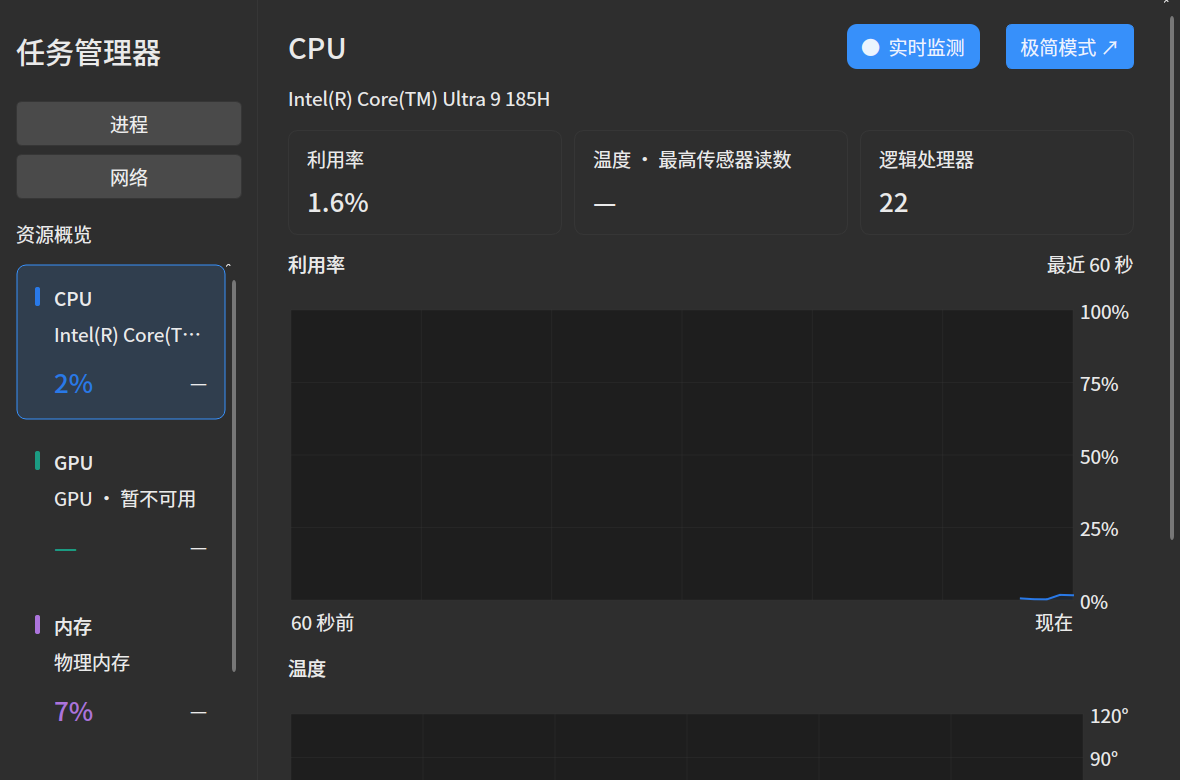 任务管理器
进程
网络
资源概览
CPU
Intel(R) Core(T…
2% —
GPU
GPU · 暂不可用
— —
内存
物理内存
7% —
CPU
实时监测
极简模式 ↗
Intel(R) Core(TM) Ultra 9 185H
利用率
1.6%
温度 · 最高传感器读数
—
逻辑处理器
22
利用率
最近 60 秒
100%
75%
50%
25%
0%
60 秒前
现在
温度
120°
90°